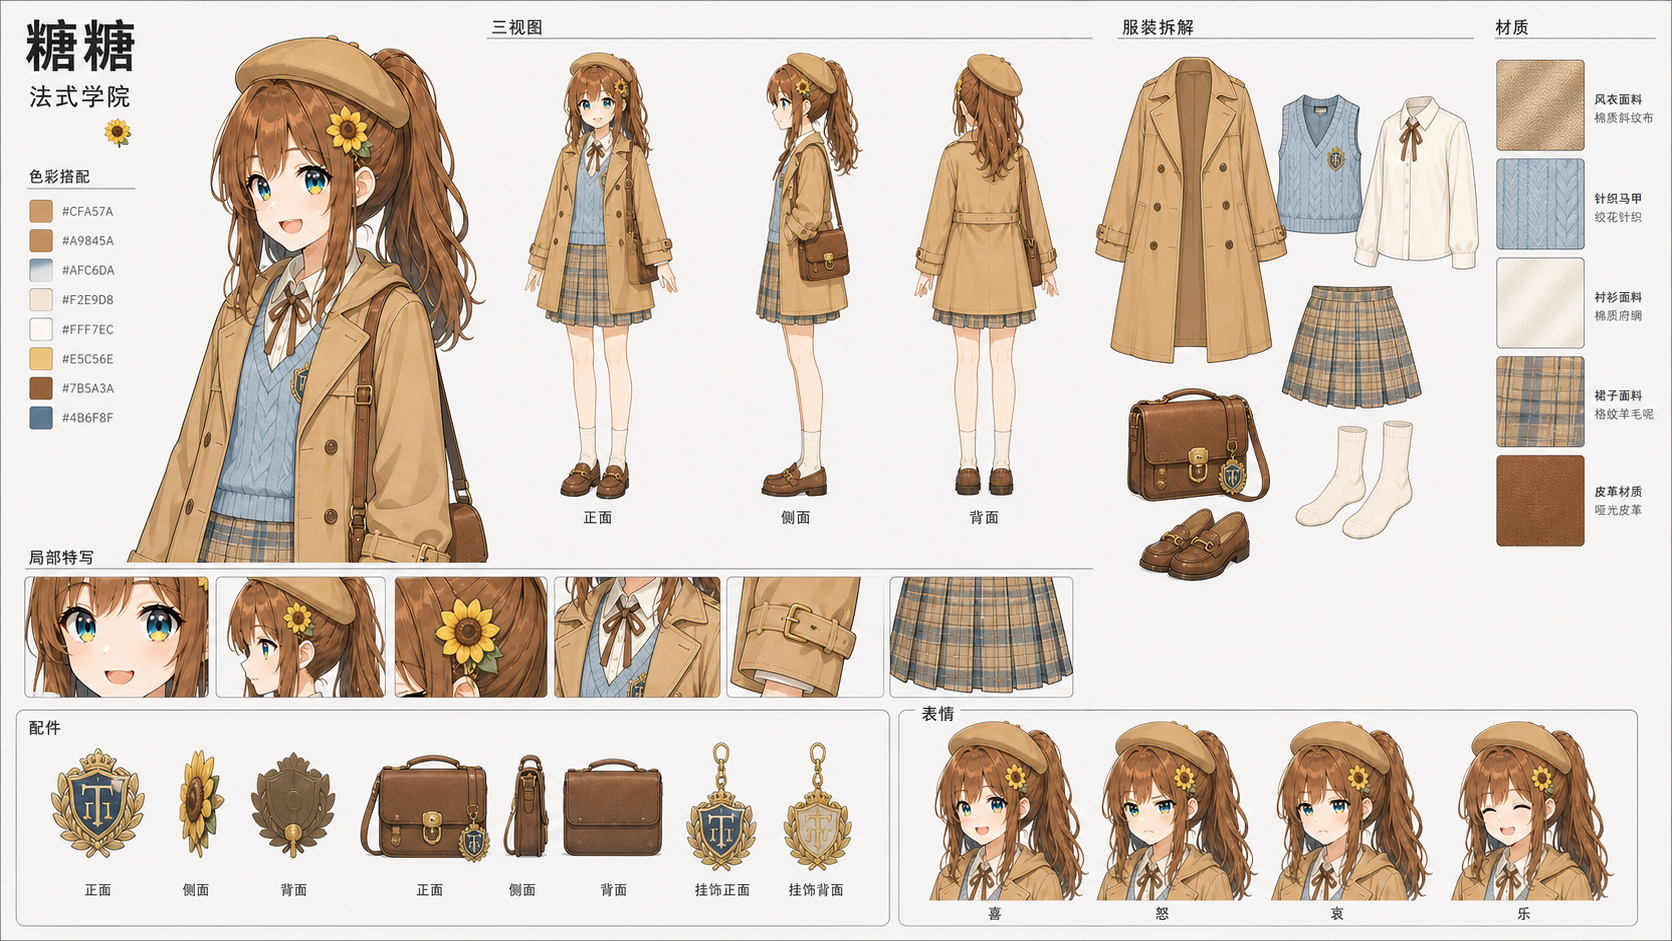 糖糖
法式学院
色彩搭配
#CFA57A
#A9845A
#AFC6DA
#F2E9D8
#FFF7EC
#E5C56E
#7B5A3A
#4B6F8F
三视图
正面
侧面
背面
服装拆解
材质
风衣面料
棉质斜纹布
针织马甲
绞花针织
衬衫面料
棉质府绸
裙子面料
格纹羊毛呢
皮革材质
哑光皮革
局部特写
配件
正面
侧面
背面
正面
侧面
背面
挂饰正面
挂饰背面
表情
喜
怒
哀
乐